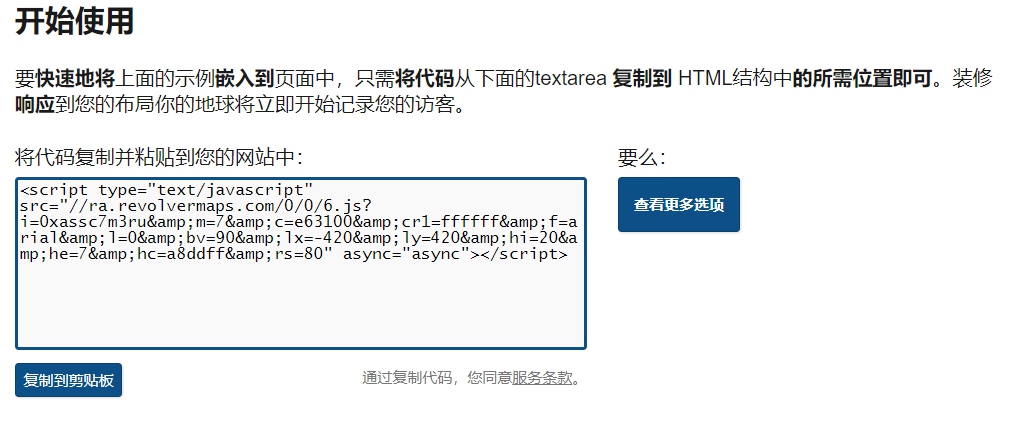 开始使用
要快速地将上面的示例嵌入到页面中，只需将代码从下面的textarea 复制到 HTML结构中的所需位置即可。装修
响应到您的布局你的地球将立即开始记录您的访客。
将代码复制并粘贴到您的网站中：
要么：
<script type="text/javascript"
src="//ra.revolvermaps.com/0/0/6.js?
i=0xassc7m3ru&amp;m=7&amp;c=e63100&amp;cr1=ffffff&amp;f=a
rial&amp;l=0&amp;bv=90&amp;lx=-420&amp;ly=420&amp;hi=20&a
mp;he=7&amp;hc=a8ddff&amp;rs=80" async="async"></script>
查看更多选项
复制到剪贴板
通过复制代码，您同意服务条款。